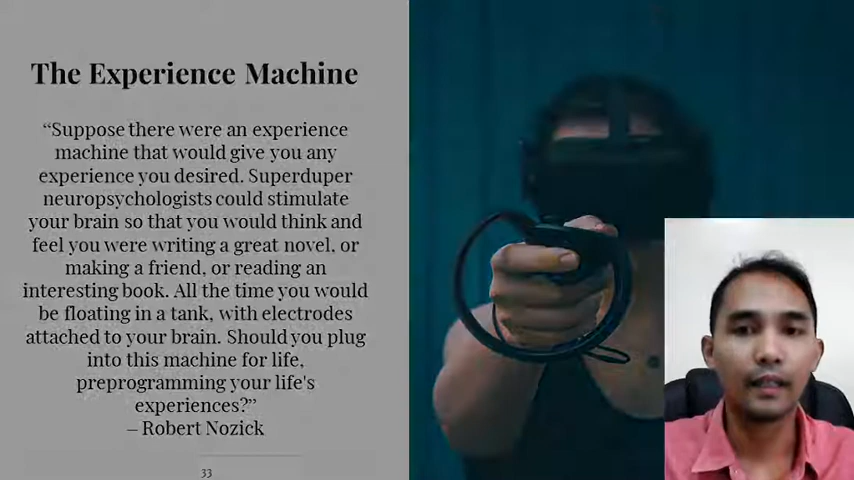 The Experience Machine
“Suppose there were an experience
machine that would give you any
experience you desired. Superduper
neuropsychologists could stimulate
your brain so that you would think and
feel you were writing a great novel, or
making a friend, or reading an
interesting book. All the time you would
be floating in a tank, with electrodes
attached to your brain. Should you plug
into this machine for life,
preprogramming your life's
experiences?”
– Robert Nozick
33